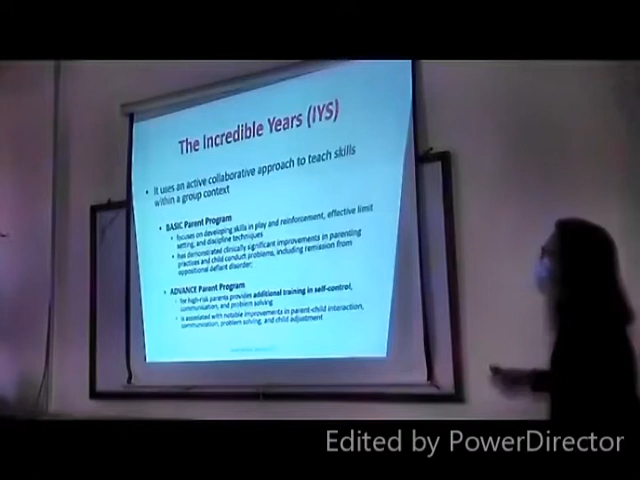 The Incredible Years (IYS)
• It uses an active collaborative approach to teach skills
within a group context
• BASIC Parent Program
• focuses on developing skills in play and reinforcement, effective limit
setting, and discipline techniques
• has demonstrated clinically significant improvements in parenting
practices and child conduct problems, including remission from
oppositional defiant disorder;
• ADVANCE Parent Program
for high-risk parents provides additional training in self-control,
communication, and problem solving
is associated with notable improvements in parent-child interaction,
communication, problem solving, and child adjustment
Edited by PowerDirector